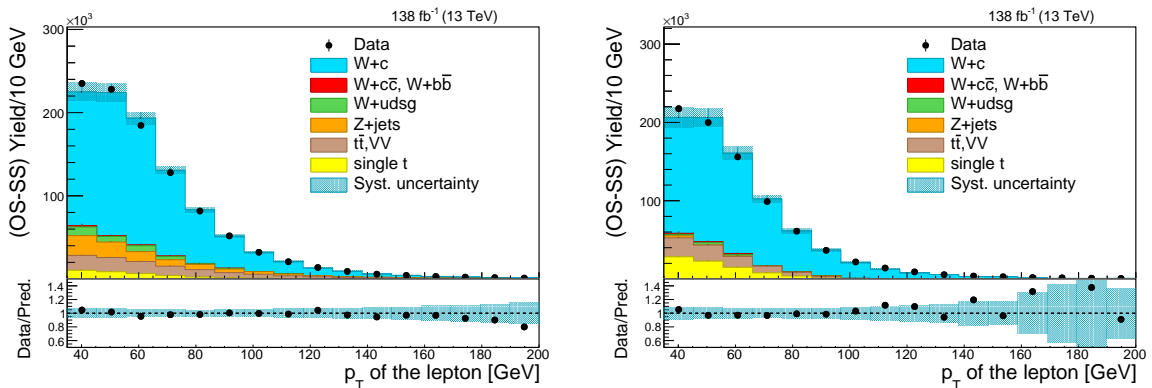 ×10³ 138 fb⁻¹ (13 TeV)
(OS-SS) Yield/10 GeV
300
200
100
Data
W+c
W+cc̄, W+bb̄
W+udsg
Z+jets
tt̄,VV
single t
Syst. uncertainty
Data/Pred.
1.4
1.2
1.0
0.8
0.6
40 60 80 100 120 140 160 180 200
p_T of the lepton [GeV]
×10³ 138 fb⁻¹ (13 TeV)
(OS-SS) Yield/10 GeV
300
200
100
Data
W+c
W+cc̄, W+bb̄
W+udsg
Z+jets
tt̄,VV
single t
Syst. uncertainty
Data/Pred.
1.4
1.2
1.0
0.8
0.6
40 60 80 100 120 140 160 180 200
p_T of the lepton [GeV]